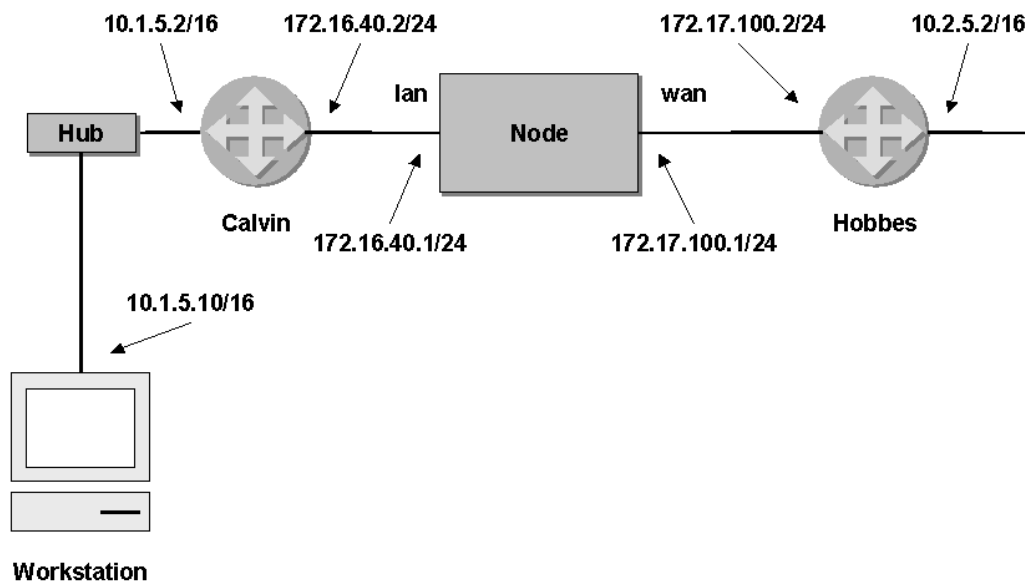 10.1.5.2/16
172.16.40.2/24
172.17.100.2/24
10.2.5.2/16
lan
wan
Hub
Node
Calvin
Hobbes
172.16.40.1/24
172.17.100.1/24
10.1.5.10/16
Workstation